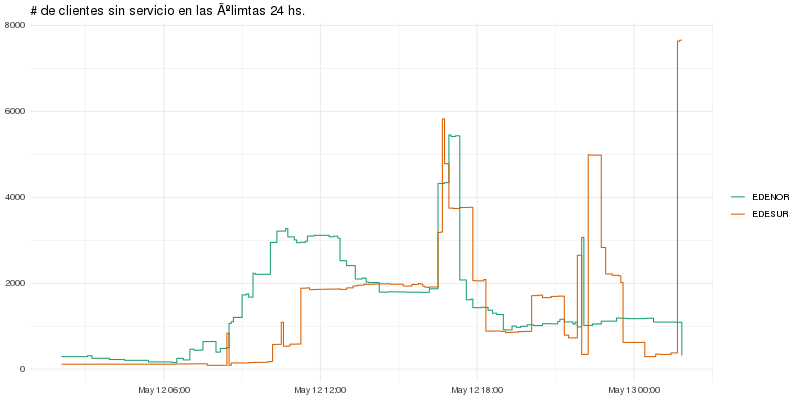 # de clientes sin servicio en las Ãºlimtas 24 hs.
8000
6000
4000
2000
0
May 12 06:00
May 12 12:00
May 12 18:00
May 13 00:00
EDENOR
EDESUR